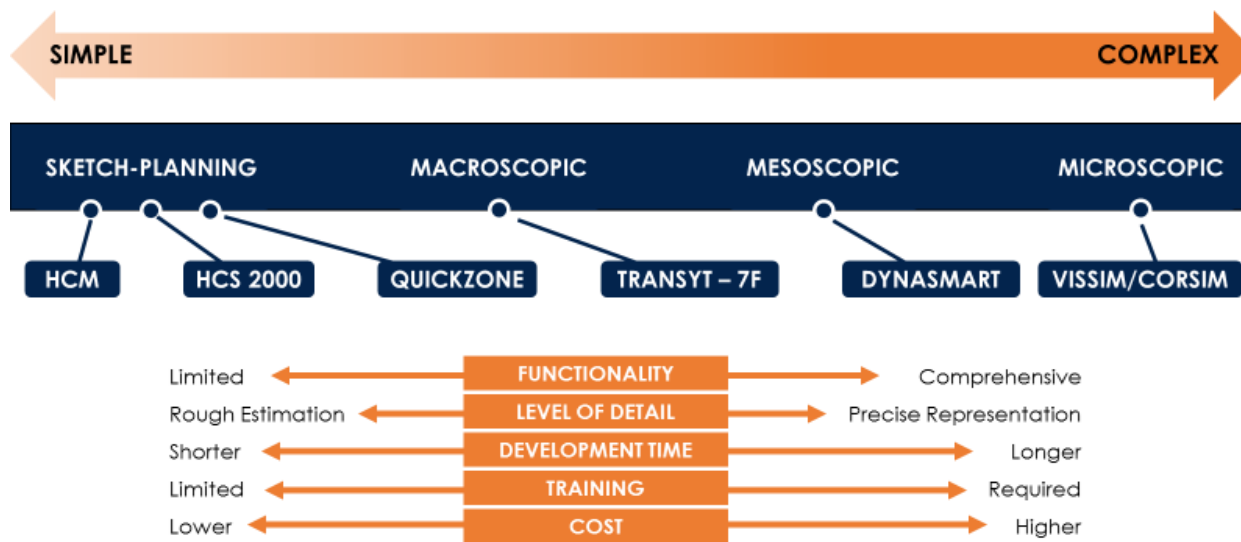 SIMPLE COMPLEX
SKETCH-PLANNING MACROSCOPIC MESOSCOPIC MICROSCOPIC
HCM HCS 2000 QUICKZONE TRANSYT – 7F DYNASMART VISSIM/CORSIM
Limited FUNCTIONALITY Comprehensive
Rough Estimation LEVEL OF DETAIL Precise Representation
Shorter DEVELOPMENT TIME Longer
Limited TRAINING Required
Lower COST Higher